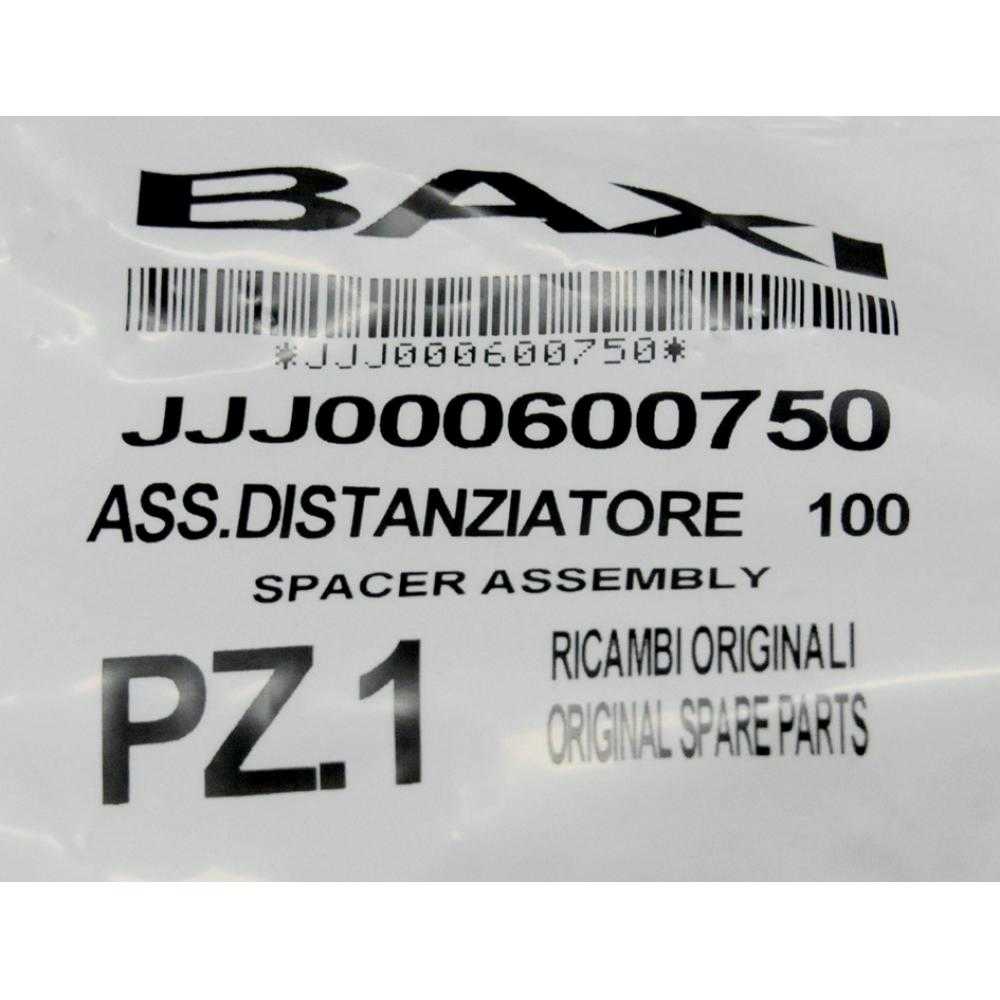 BAXI
*JJJ000600750*
JJJ000600750
ASS.DISTANZIATORE 100
SPACER ASSEMBLY
PZ.1
RICAMBI ORIGINALI
ORIGINAL SPARE PARTS